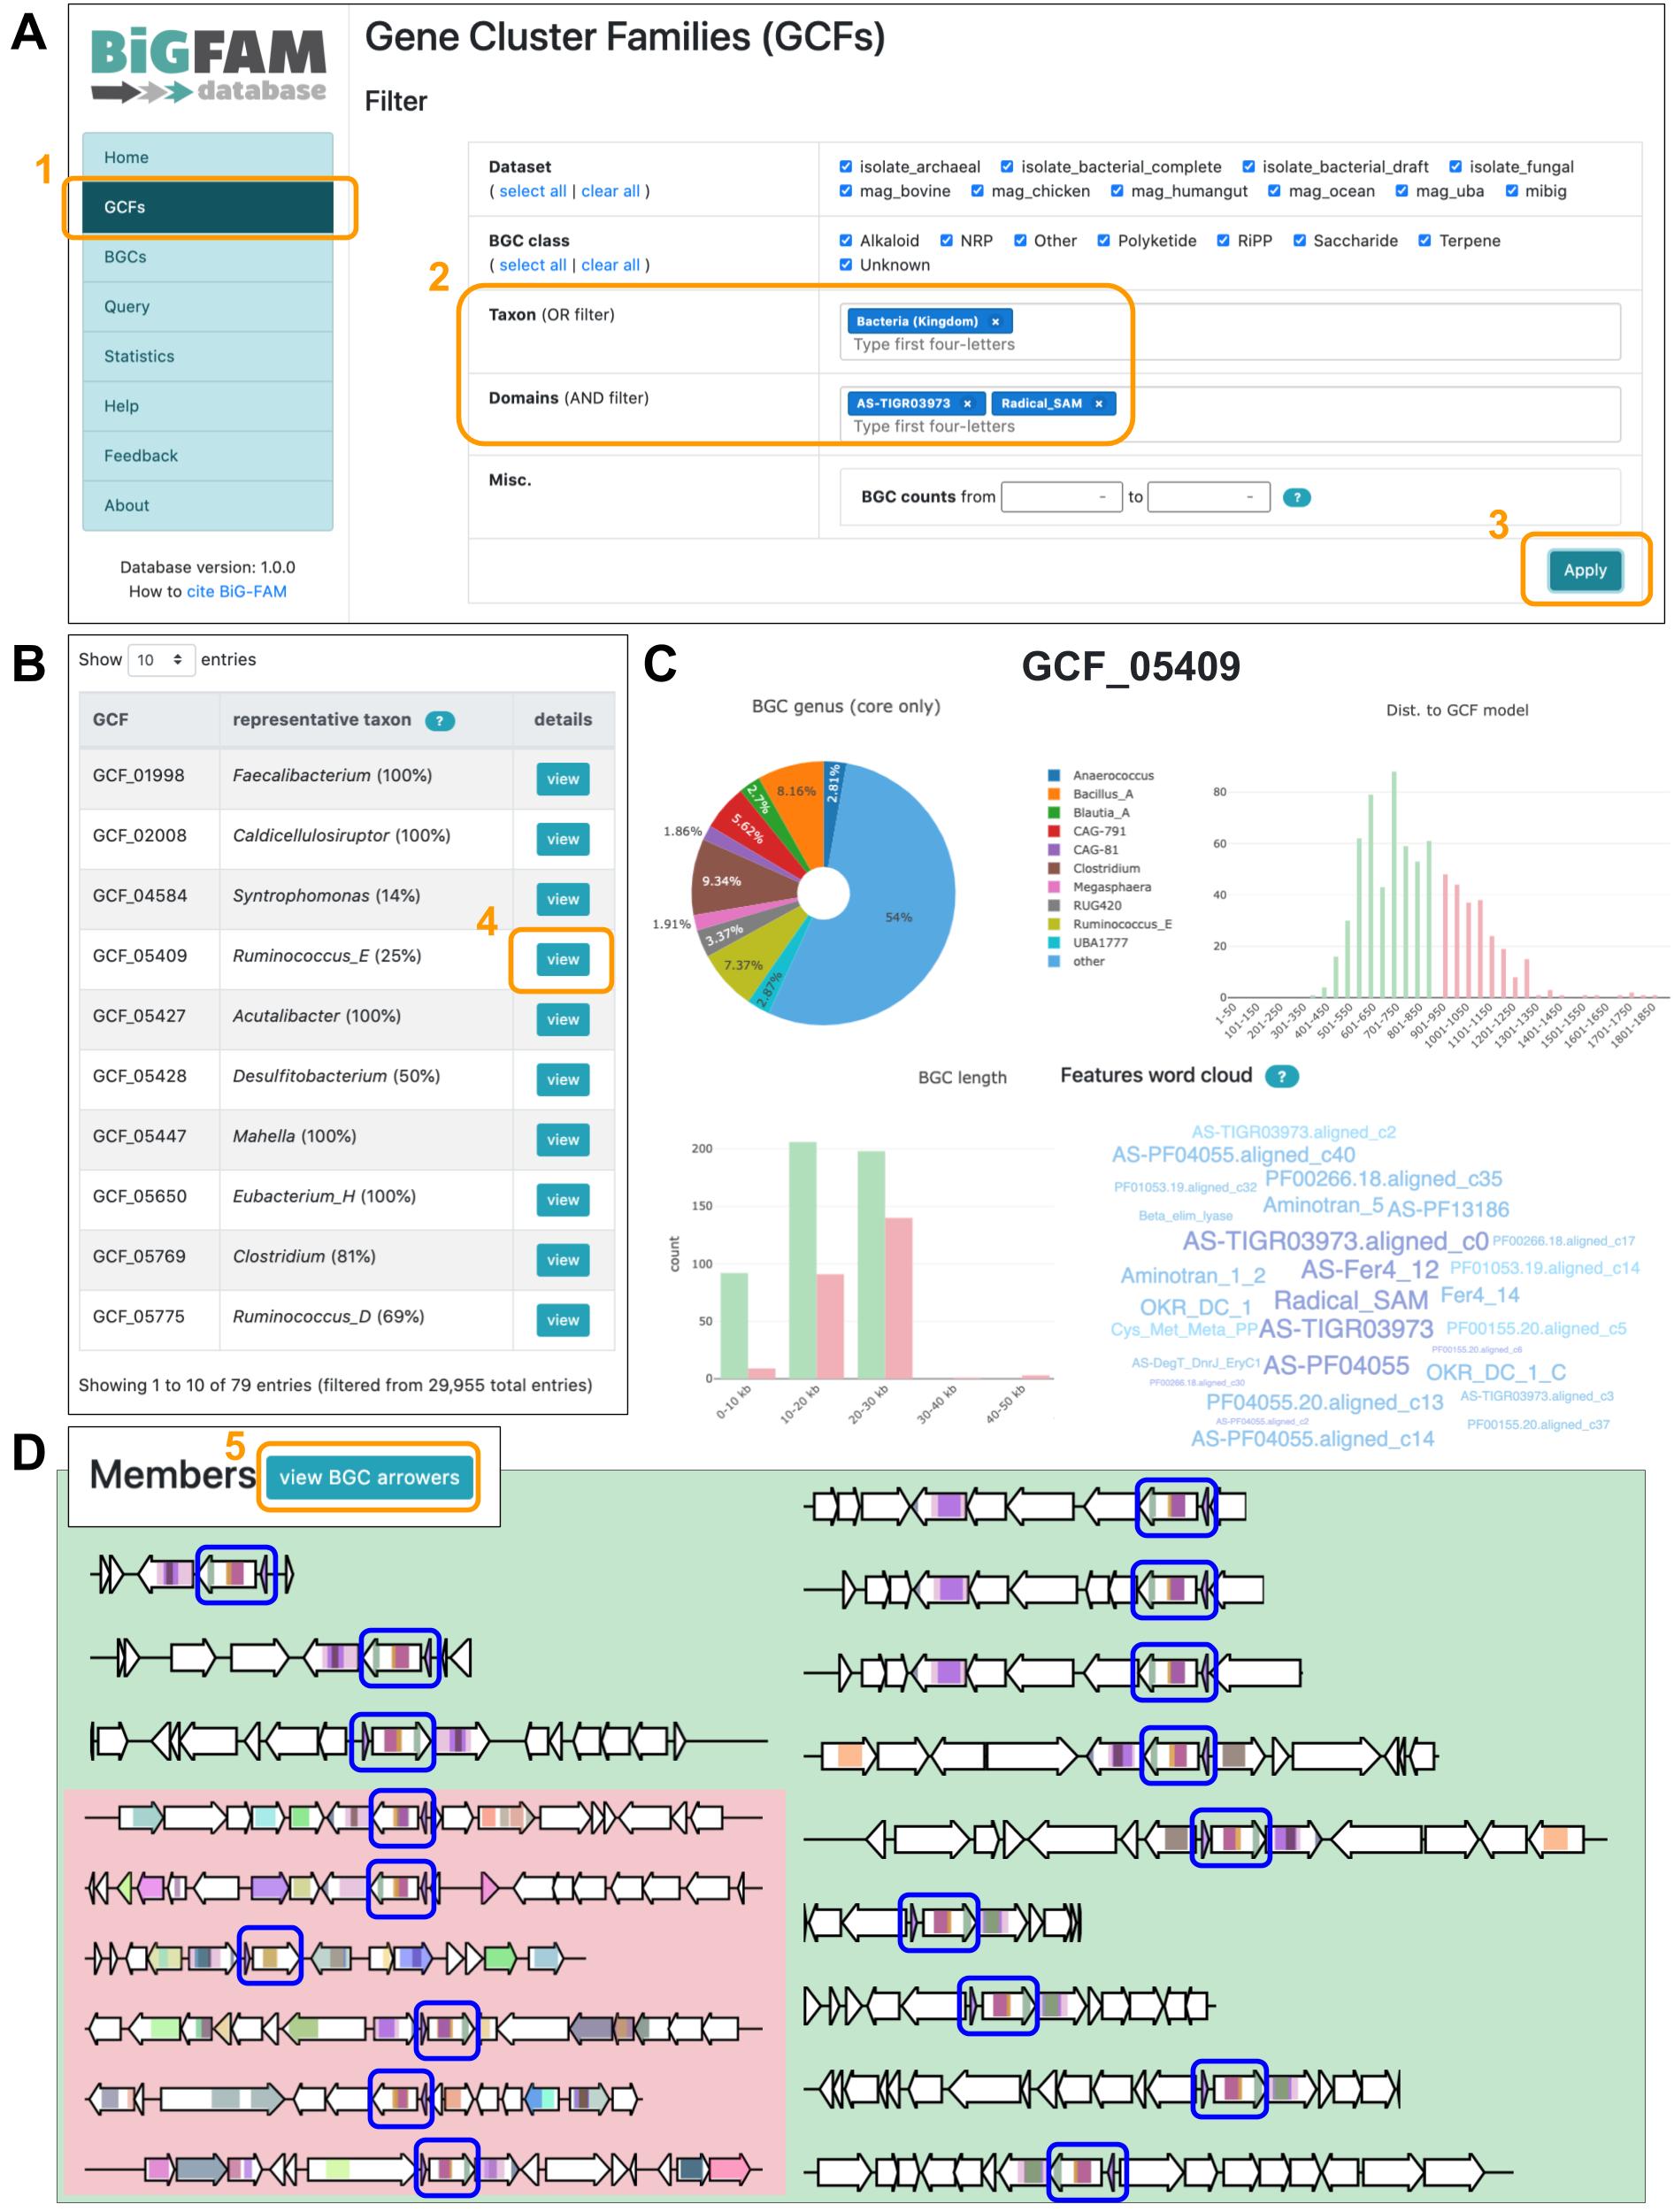 A
BiGFAM
database
Home
GCFs
BGCs
Query
Statistics
Help
Feedback
About
Database version: 1.0.0
How to cite BiG-FAM
1
Gene Cluster Families (GCFs)
Filter
Dataset
( select all | clear all )
isolate_archaeal isolate_bacterial_complete isolate_bacterial_draft isolate_fungal
mag_bovine mag_chicken mag_humangut mag_ocean mag_uba mibig
BGC class
( select all | clear all )
Alkaloid NRP Other Polyketide RiPP Saccharide Terpene
Unknown
2
Taxon (OR filter)
Bacteria (Kingdom) ×
Type first four-letters
Domains (AND filter)
AS-TIGR03973 × Radical_SAM ×
Type first four-letters
Misc.
BGC counts from - to - ?
3
Apply
B
Show 10 entries
GCF representative taxon ? details
GCF_01998 Faecalibacterium (100%) view
GCF_02008 Caldicellulosiruptor (100%) view
GCF_04584 Syntrophomonas (14%) view
4
GCF_05409 Ruminococcus_E (25%) view
GCF_05427 Acutalibacter (100%) view
GCF_05428 Desulfitobacterium (50%) view
GCF_05447 Mahella (100%) view
GCF_05650 Eubacterium_H (100%) view
GCF_05769 Clostridium (81%) view
GCF_05775 Ruminococcus_D (69%) view
Showing 1 to 10 of 79 entries (filtered from 29,955 total entries)
C
GCF_05409
BGC genus (core only)
2.81%
8.16%
2.7%
5.62%
1.86%
9.34%
1.91%
3.37%
7.37%
2.87%
54%
Anaerococcus
Bacillus_A
Blautia_A
CAG-791
CAG-81
Clostridium
Megasphaera
RUG420
Ruminococcus_E
UBA1777
other
Dist. to GCF model
80
60
40
20
0
1-50
101-150
201-250
301-350
401-450
501-550
601-650
701-750
801-850
901-950
1001-1050
1101-1150
1201-1250
1301-1350
1401-1450
1501-1550
1601-1650
1701-1750
1801-1850
BGC length
count
200
150
100
50
0
0-10 kb
10-20 kb
20-30 kb
30-40 kb
40-50 kb
Features word cloud ?
AS-TIGR03973.aligned_c2
AS-PF04055.aligned_c40
PF00266.18.aligned_c35
PF01053.19.aligned_c32
Aminotran_5 AS-PF13186
Beta_elim_lyase
AS-TIGR03973.aligned_c0 PF00266.18.aligned_c17
Aminotran_1_2 AS-Fer4_12 PF01053.19.aligned_c14
OKR_DC_1 Radical_SAM Fer4_14
Cys_Met_Meta_PP AS-TIGR03973 PF00155.20.aligned_c5
PF00155.20.aligned_c6
AS-DegT_DnrJ_EryC1 AS-PF04055 OKR_DC_1_C
PF00266.18.aligned_c30
PF04055.20.aligned_c13 AS-TIGR03973.aligned_c3
AS-PF04055.aligned_c2
PF00155.20.aligned_c37
AS-PF04055.aligned_c14
D
5
Members view BGC arrowers